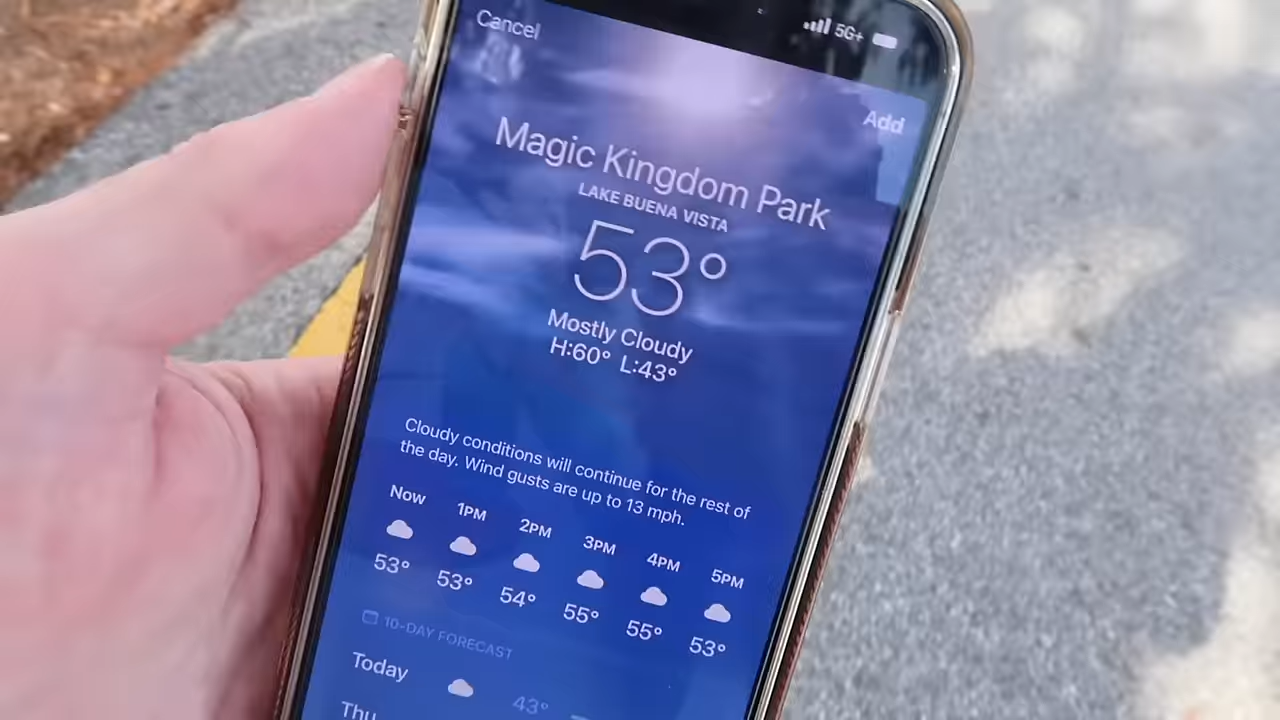 Cancel
5G+
Add
Magic Kingdom Park
LAKE BUENA VISTA
53°
Mostly Cloudy
H:60° L:43°
Cloudy conditions will continue for the rest of
the day. Wind gusts are up to 13 mph.
Now 1PM 2PM 3PM 4PM 5PM
53° 53° 54° 55° 55° 53°
10-DAY FORECAST
Today 43°
Thu